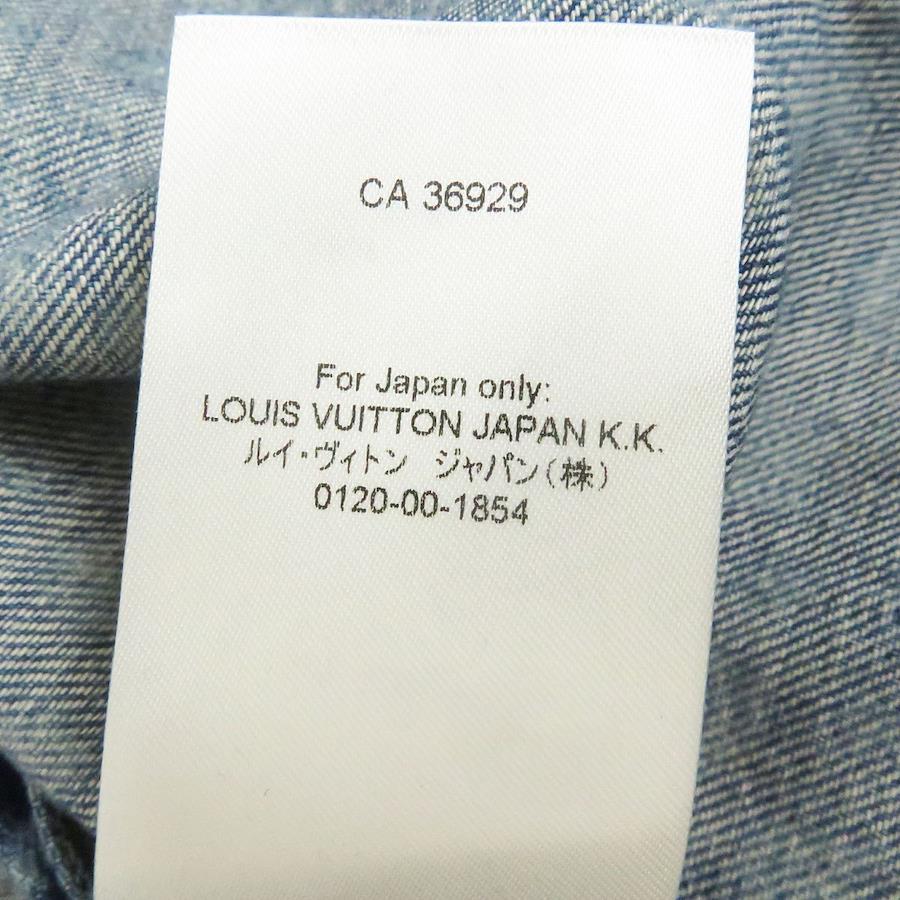 CA 36929
For Japan only:
LOUIS VUITTON JAPAN K.K.
ルイ・ヴィトン ジャパン(株)
0120-00-1854